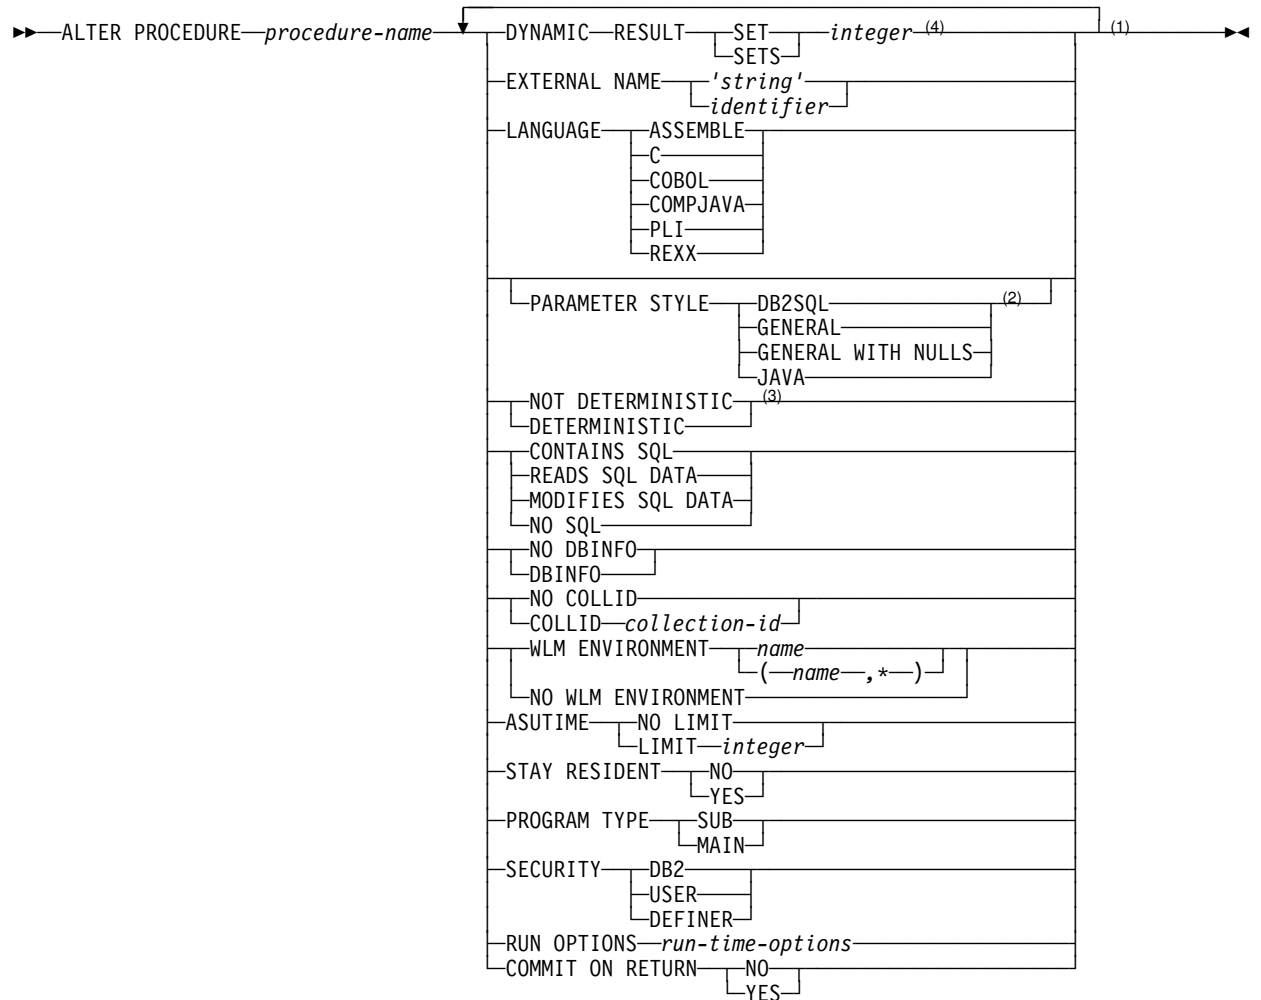 ALTER PROCEDURE procedure-name DYNAMIC RESULT SET integer (4) (1)
SETS
EXTERNAL NAME 'string'
identifier
LANGUAGE ASSEMBLE
C
COBOL
COMPJAVA
PLI
REXX
PARAMETER STYLE DB2SQL (2)
GENERAL
GENERAL WITH NULLS
JAVA
NOT DETERMINISTIC (3)
DETERMINISTIC
CONTAINS SQL
READS SQL DATA
MODIFIES SQL DATA
NO SQL
NO DBINFO
DBINFO
NO COLLID
COLLID collection-id
WLM ENVIRONMENT name
( name ,* )
NO WLM ENVIRONMENT
ASUTIME NO LIMIT
LIMIT integer
STAY RESIDENT NO
YES
PROGRAM TYPE SUB
MAIN
SECURITY DB2
USER
DEFINER
RUN OPTIONS run-time-options
COMMIT ON RETURN NO
YES